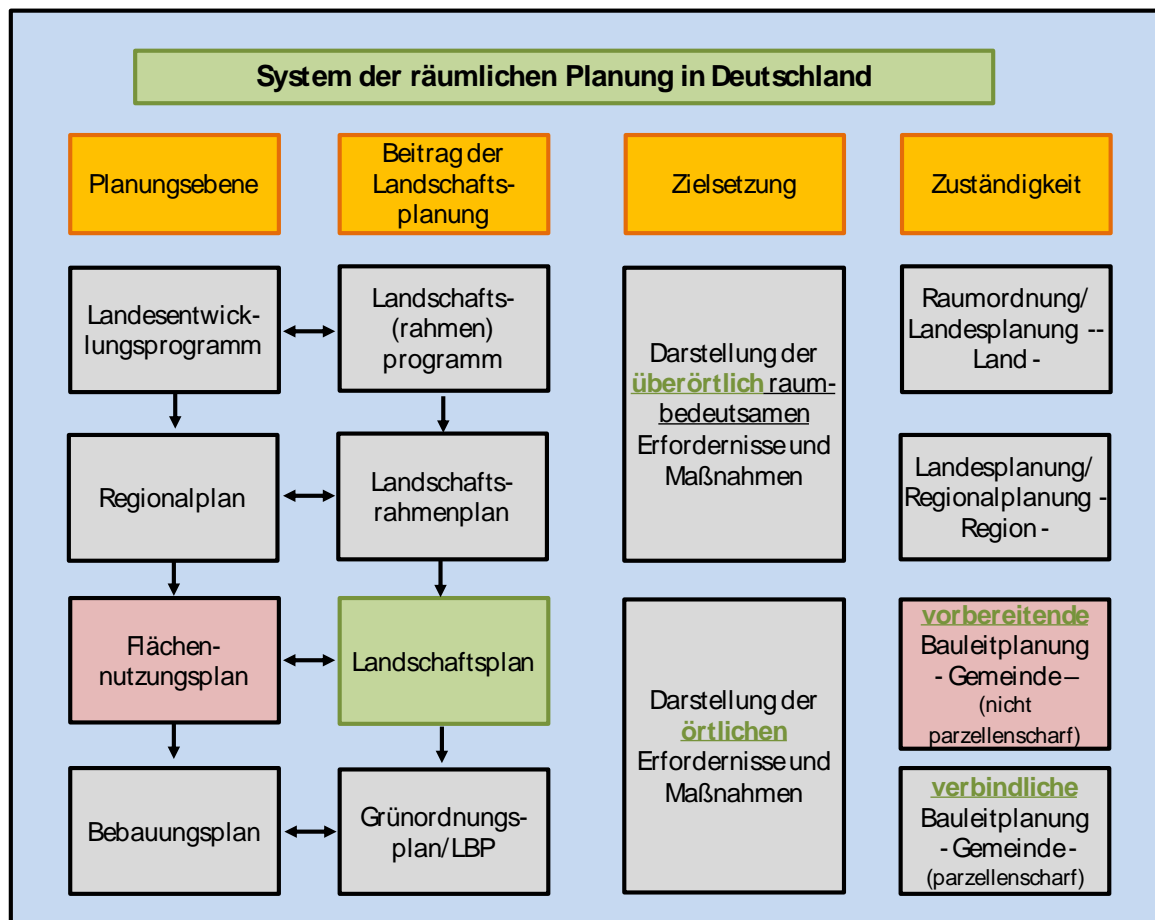 System der räumlichen Planung in Deutschland
Planungsebene
Beitrag der
Landschafts-
planung
Zielsetzung
Zuständigkeit
Landesentwick-
lungsprogramm
Landschafts-
(rahmen)
programm
Darstellung der
überörtlich raum-
bedeutsamen
Erfordernisse und
Maßnahmen
Raumordnung/
Landesplanung --
Land -
Regionalplan
Landschafts-
rahmenplan
Landesplanung/
Regionalplanung -
Region -
Flächen-
nutzungsplan
Landschaftsplan
Darstellung der
örtlichen
Erfordernisse und
Maßnahmen
vorbereitende
Bauleitplanung
- Gemeinde –
(nicht
parzellenscharf)
Bebauungsplan
Grünordnungs-
plan/LBP
verbindliche
Bauleitplanung
- Gemeinde -
(parzellenscharf)